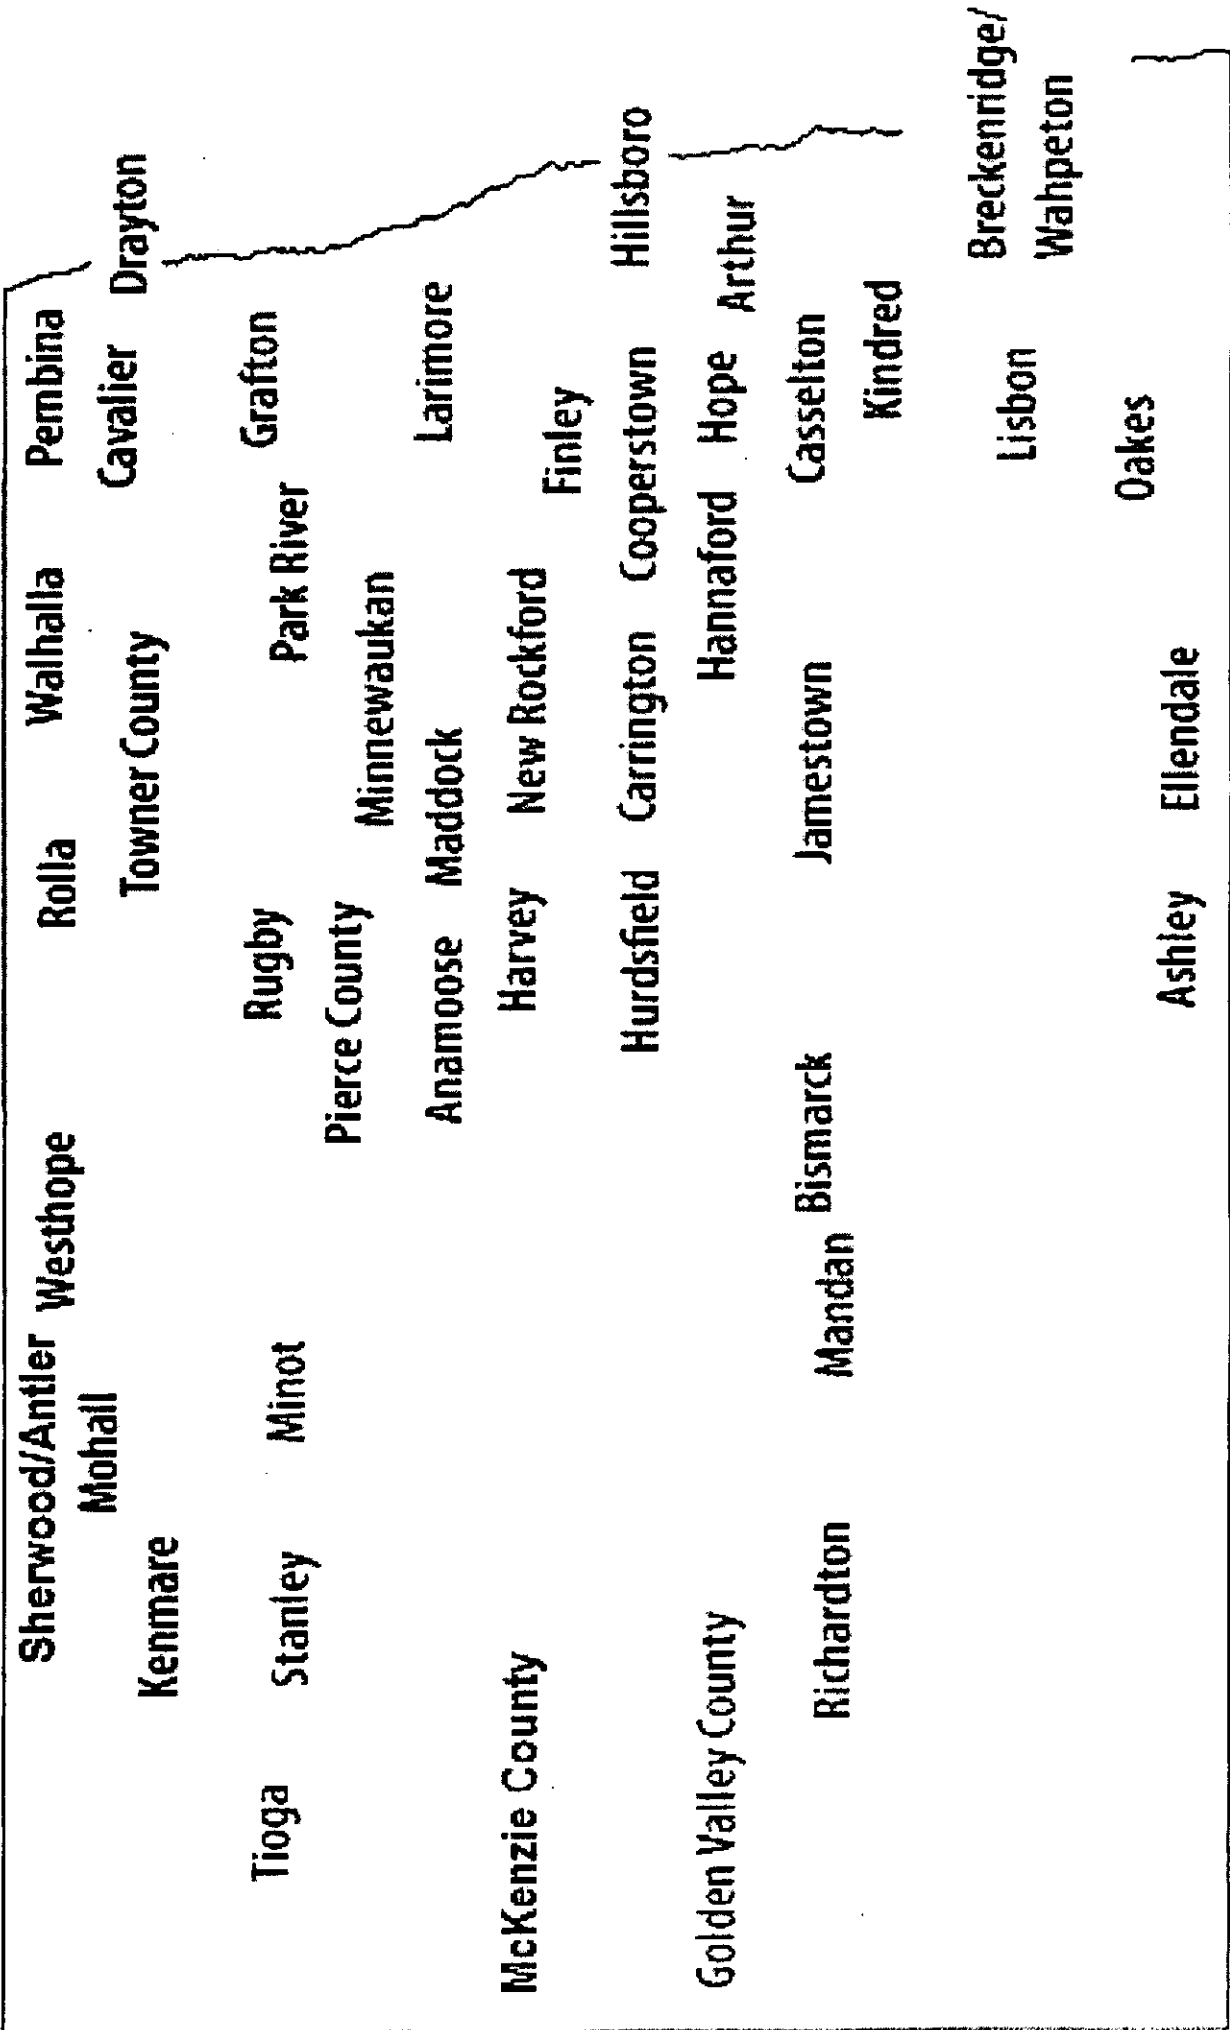 Sherwood/Antler
Westhope
Rolla
Walhalla
Pembina
Mohall
Cavalier
Drayton
Kenmare
Towner County
Tioga
Stanley
Minot
Rugby
Park River
Grafton
Pierce County
Minnewaukan
Anamoose
Maddock
Larimore
McKenzie County
Harvey
New Rockford
Finley
Hurdsfield
Carrington
Cooperstown
Hillsboro
Golden Valley County
Hannaford
Hope
Arthur
Richardton
Mandan
Bismarck
Jamestown
Casselton
Kindred
Breckenridge/
Wahpeton
Lisbon
Oakes
Ashley
Ellendale